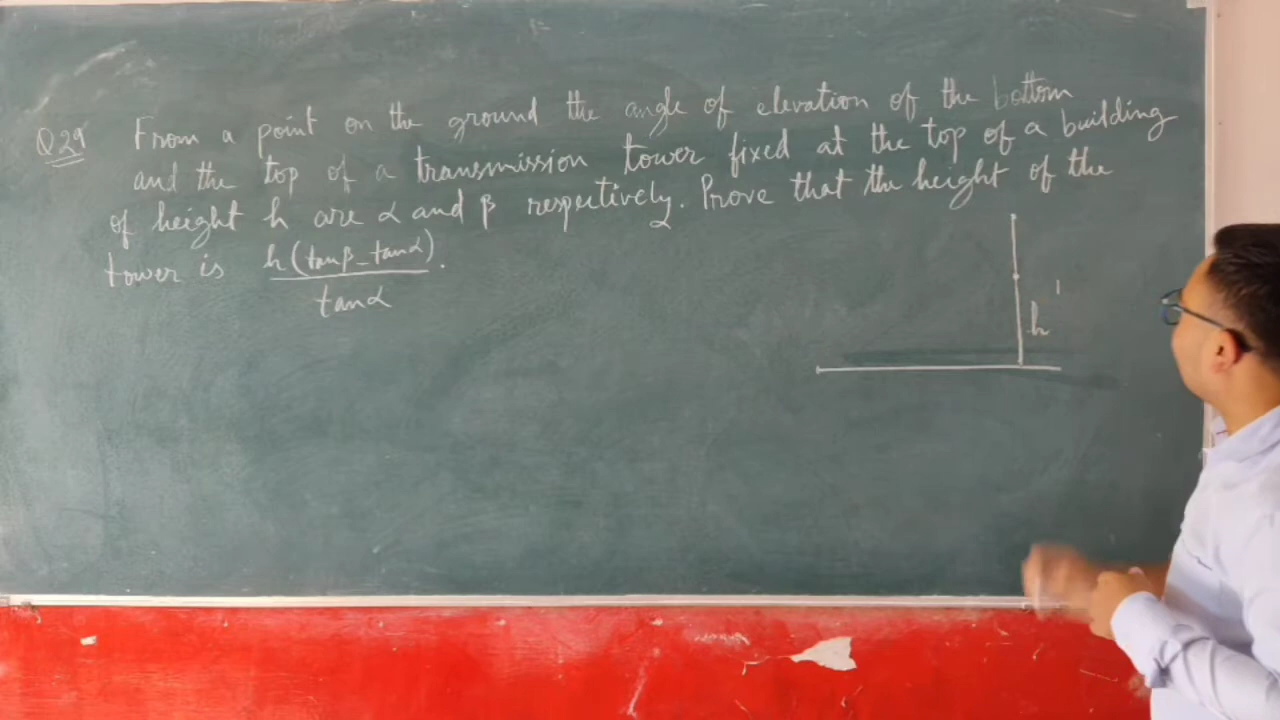 Q29 From a point on the ground the angle of elevation of the bottom
and the top of a transmission tower fixed at the top of a building
of height h are α and β respectively. Prove that the height of the
tower is h(tanβ-tanα)/tanα.
h